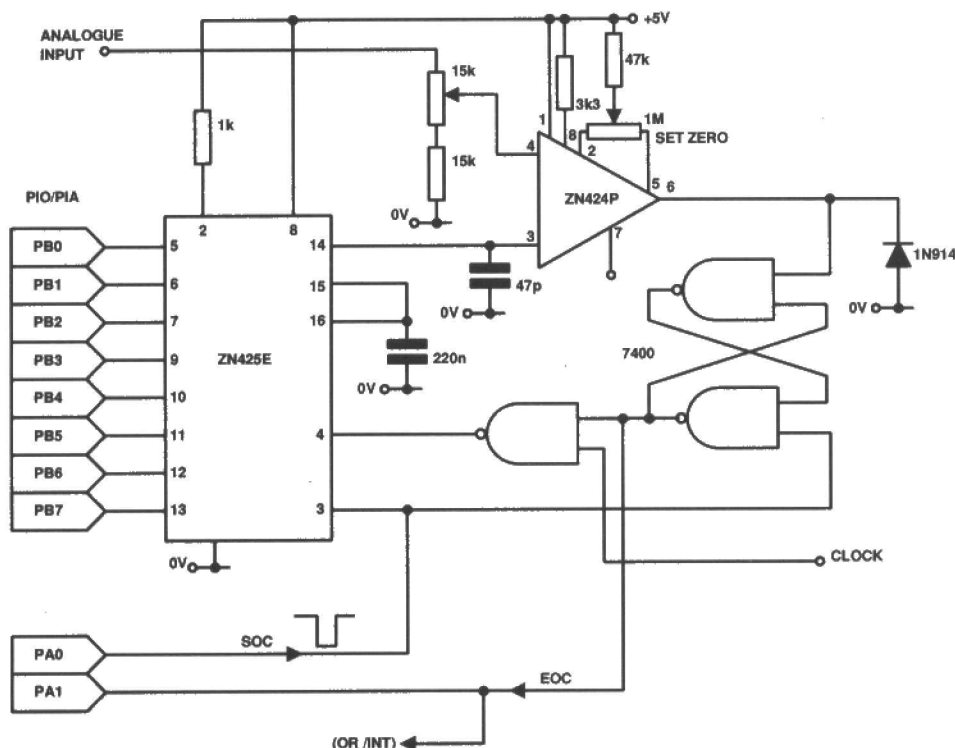 +5V
ANALOGUE
INPUT
15k
47k
3k3
1k
1
8
2
1M
SET ZERO
4
15k
5
6
ZN424P
PIO/PIA
0V
2
8
3
7
1N914
PB0
5
14
PB1
6
15
47p
0V
0V
PB2
7
16
PB3
9
ZN425E
220n
7400
0V
PB4
10
PB5
11
4
PB6
12
PB7
13
3
0V
CLOCK
SOC
PA0
EOC
PA1
(OR /INT)